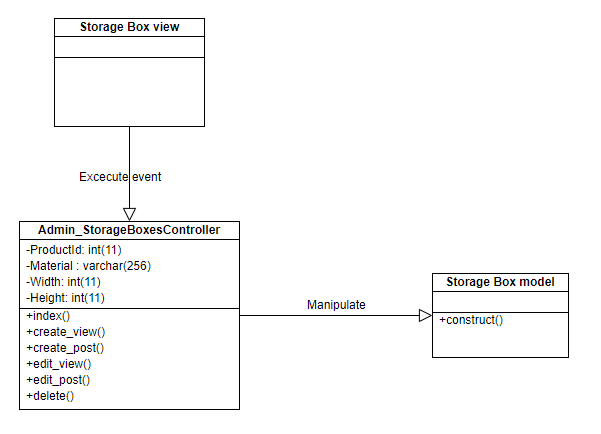 Storage Box view
Excecute event
Admin_StorageBoxesController
-ProductId: int(11)
-Material : varchar(256)
-Width: int(11)
-Height: int(11)
+index()
+create_view()
+create_post()
+edit_view()
+edit_post()
+delete()
Manipulate
Storage Box model
+construct()